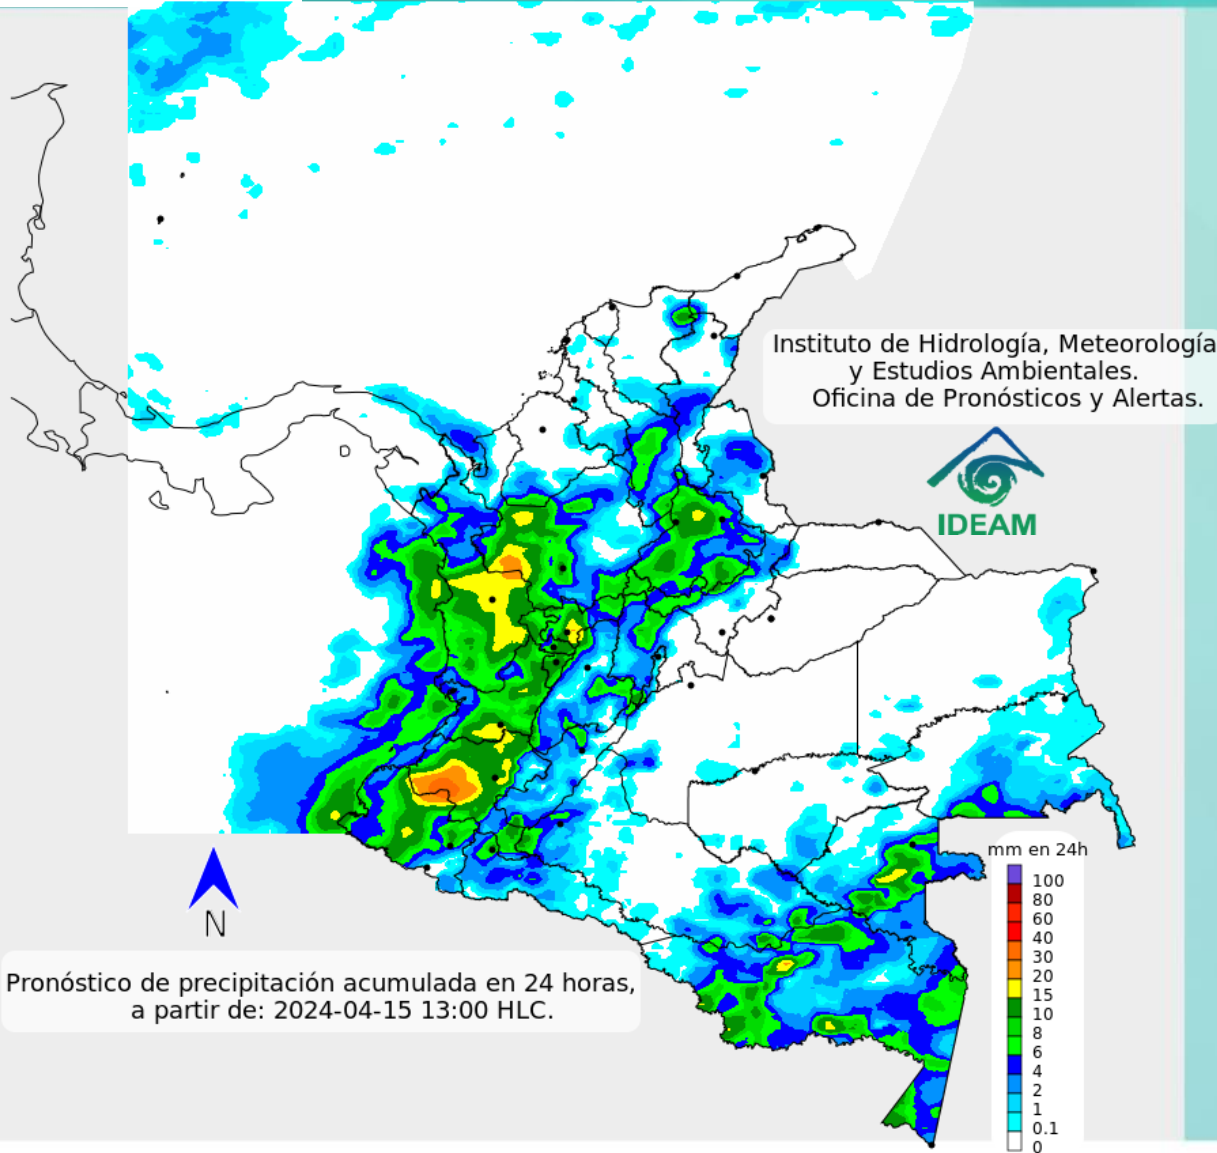 Instituto de Hidrología, Meteorología
y Estudios Ambientales.
Oficina de Pronósticos y Alertas.
IDEAM
mm en 24h
100
80
60
40
30
20
15
10
8
6
4
2
1
0.1
0
N
Pronóstico de precipitación acumulada en 24 horas,
a partir de: 2024-04-15 13:00 HLC.